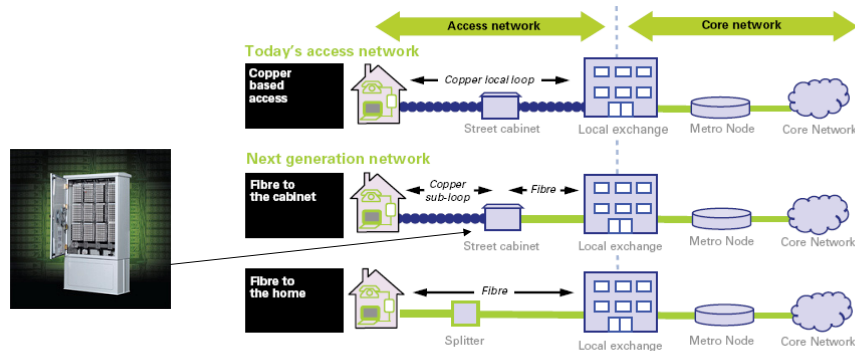 Access network
Core network
Today's access network
Copper
based
access
Copper local loop
Street cabinet
Local exchange
Metro Node
Core Network
Next generation network
Fibre to
the cabinet
Copper
sub-loop
Fibre
Street cabinet
Local exchange
Metro Node
Core Network
Fibre to
the home
Fibre
Splitter
Local exchange
Metro Node
Core Network